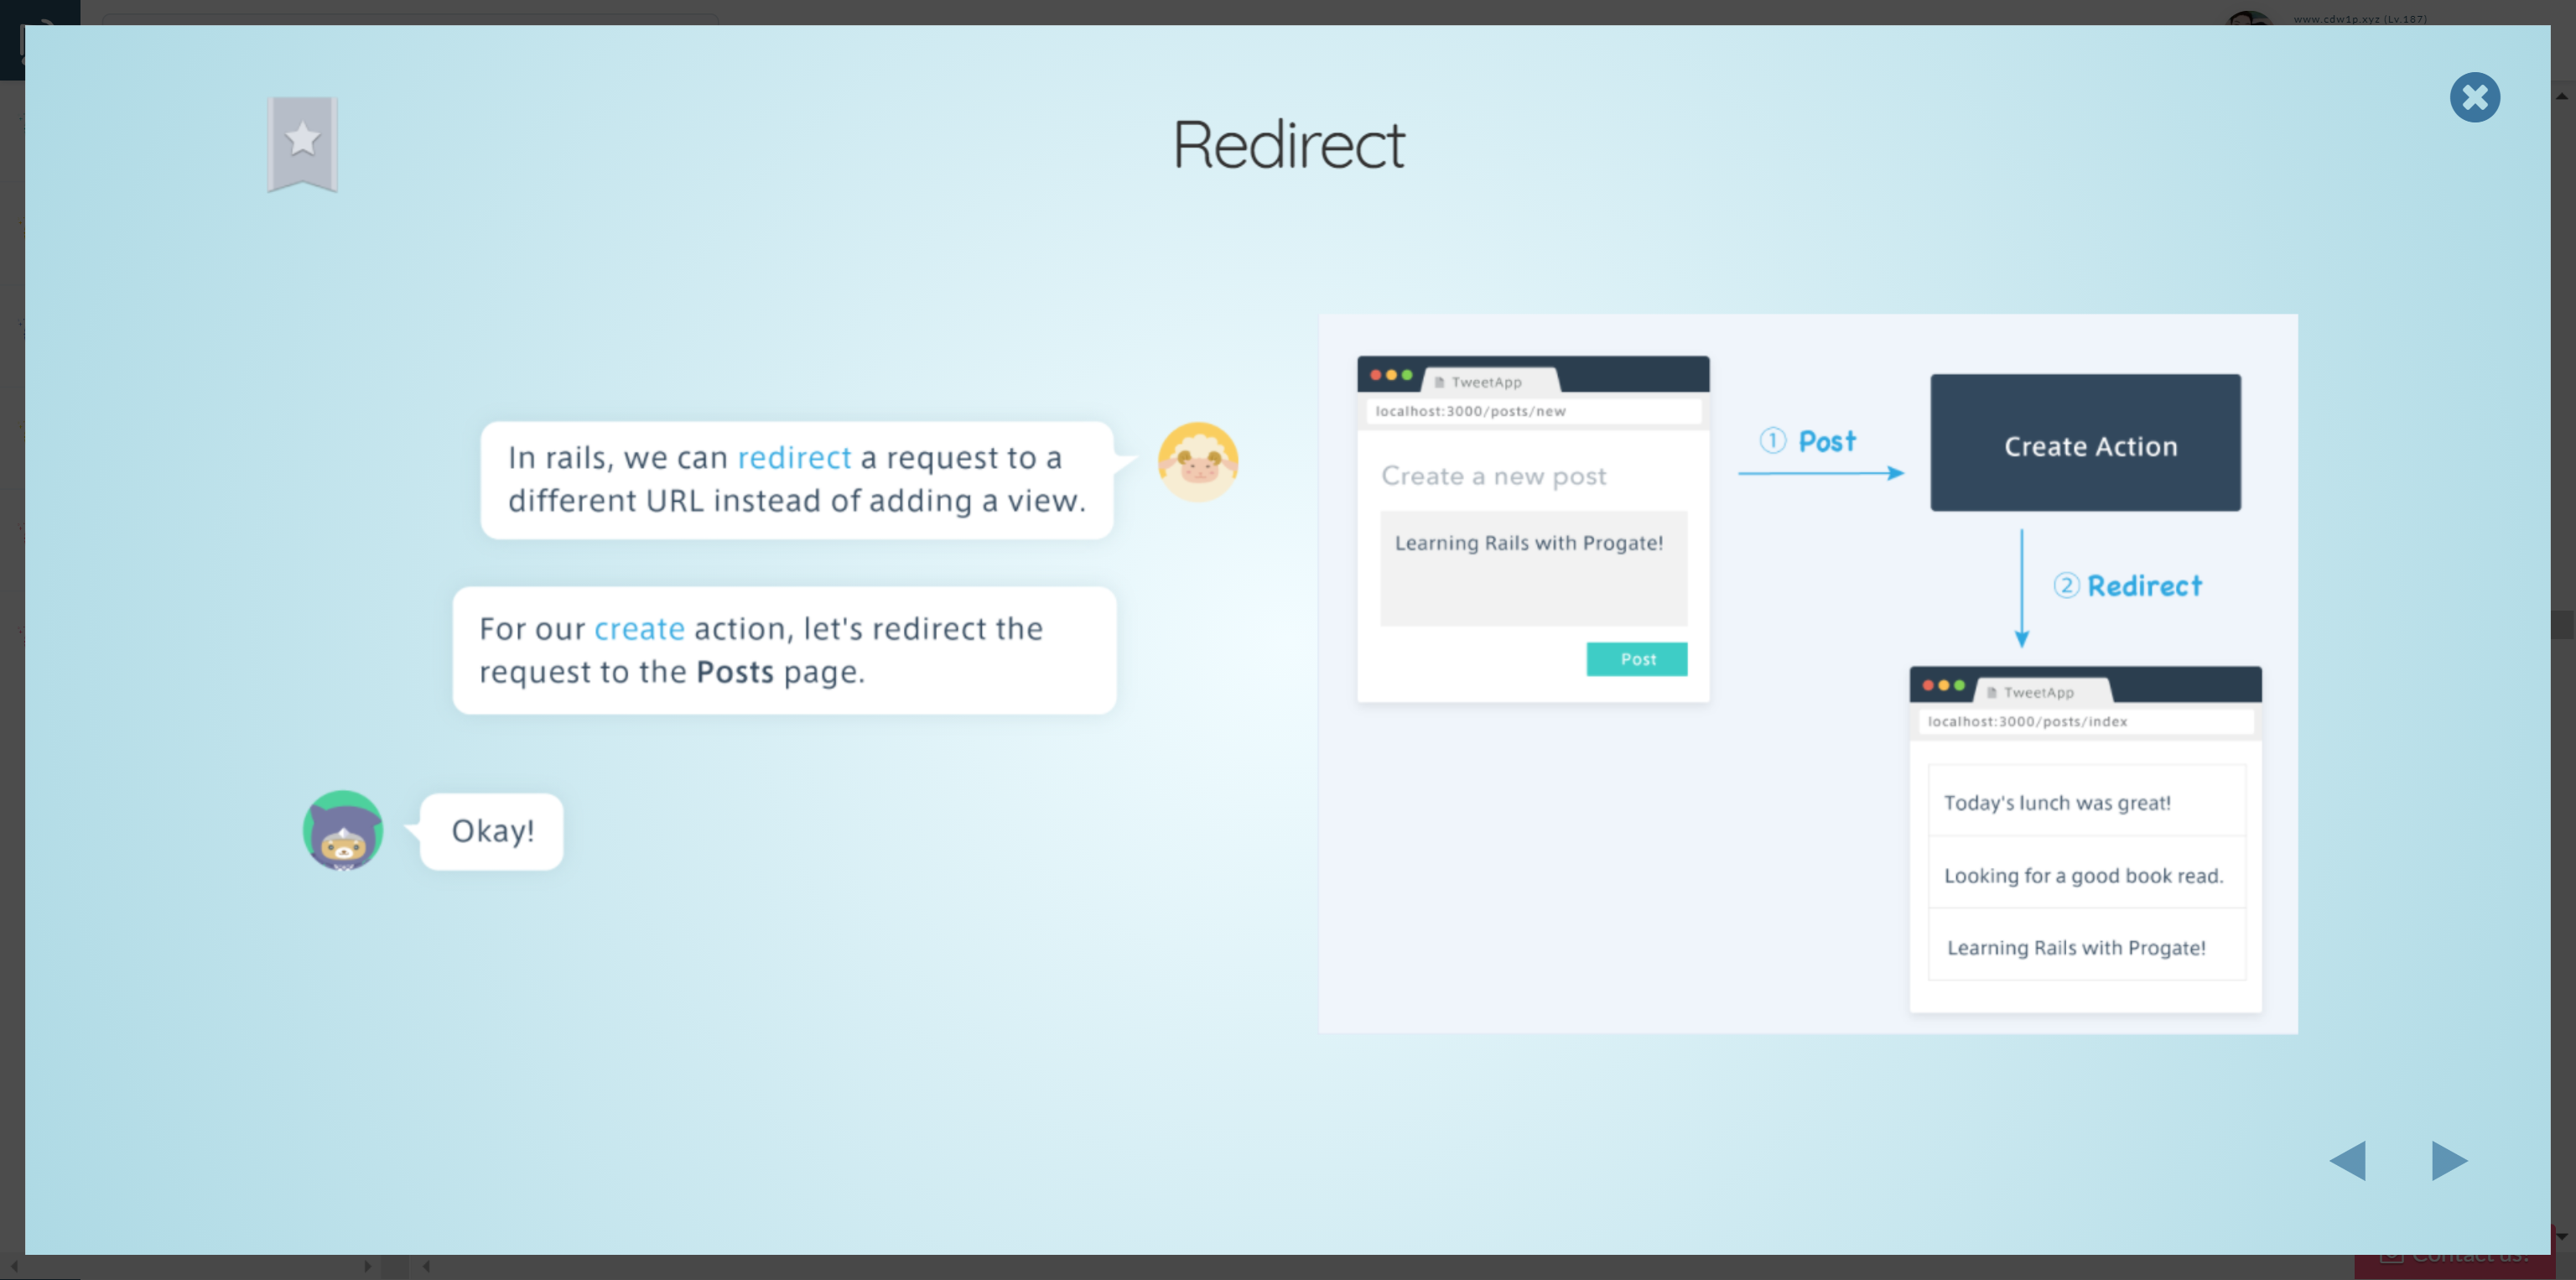 www.cdw1p.xyz (Lv.187)
Redirect
In rails, we can redirect a request to a
different URL instead of adding a view.
For our create action, let's redirect the
request to the Posts page.
Okay!
TweetApp
localhost:3000/posts/new
Create a new post
Learning Rails with Progate!
Post
① Post
Create Action
② Redirect
TweetApp
localhost:3000/posts/index
Today's lunch was great!
Looking for a good book read.
Learning Rails with Progate!
Contact us!